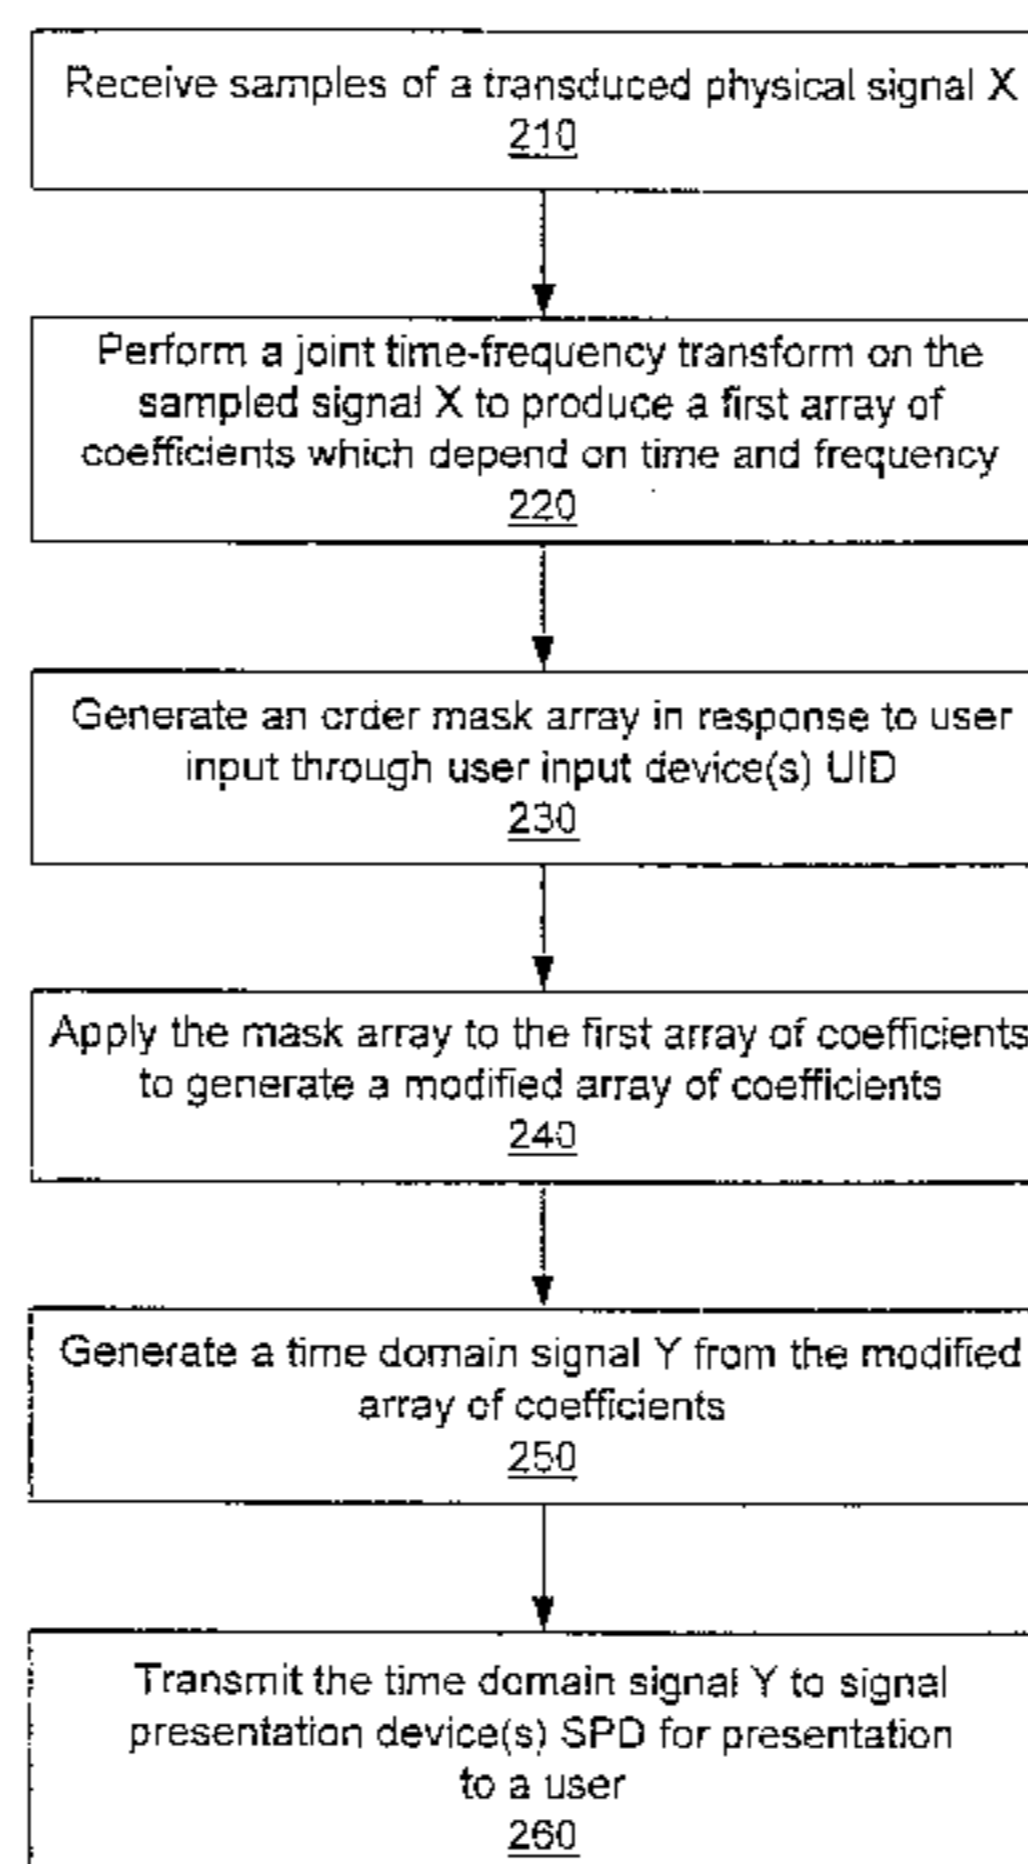 Receive samples of a transduced physical signal X
210
Perform a joint time-frequency transform on the
sampled signal X to produce a first array of
coefficients which depend on time and frequency
220
Generate an order mask array in response to user
input through user input device(s) UID
230
Apply the mask array to the first array of coefficients
to generate a modified array of coefficients
240
Generate a time domain signal Y from the modified
array of coefficients
250
Transmit the time domain signal Y to signal
presentation device(s) SPD for presentation
to a user
260